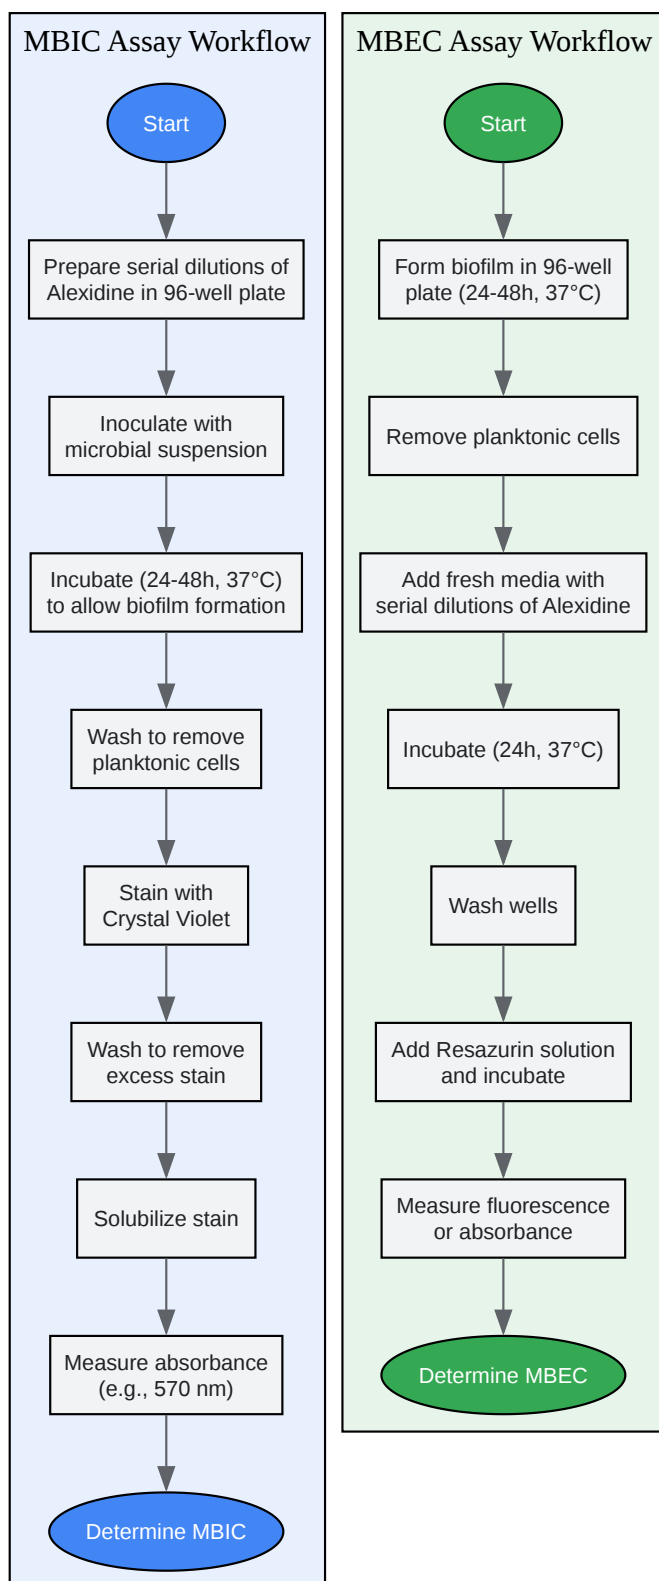 MBIC Assay Workflow
Start
Prepare serial dilutions of
Alexidine in 96-well plate
Inoculate with
microbial suspension
Incubate (24-48h, 37°C)
to allow biofilm formation
Wash to remove
planktonic cells
Stain with
Crystal Violet
Wash to remove
excess stain
Solubilize stain
Measure absorbance
(e.g., 570 nm)
Determine MBIC
MBEC Assay Workflow
Start
Form biofilm in 96-well
plate (24-48h, 37°C)
Remove planktonic cells
Add fresh media with
serial dilutions of Alexidine
Incubate (24h, 37°C)
Wash wells
Add Resazurin solution
and incubate
Measure fluorescence
or absorbance
Determine MBEC